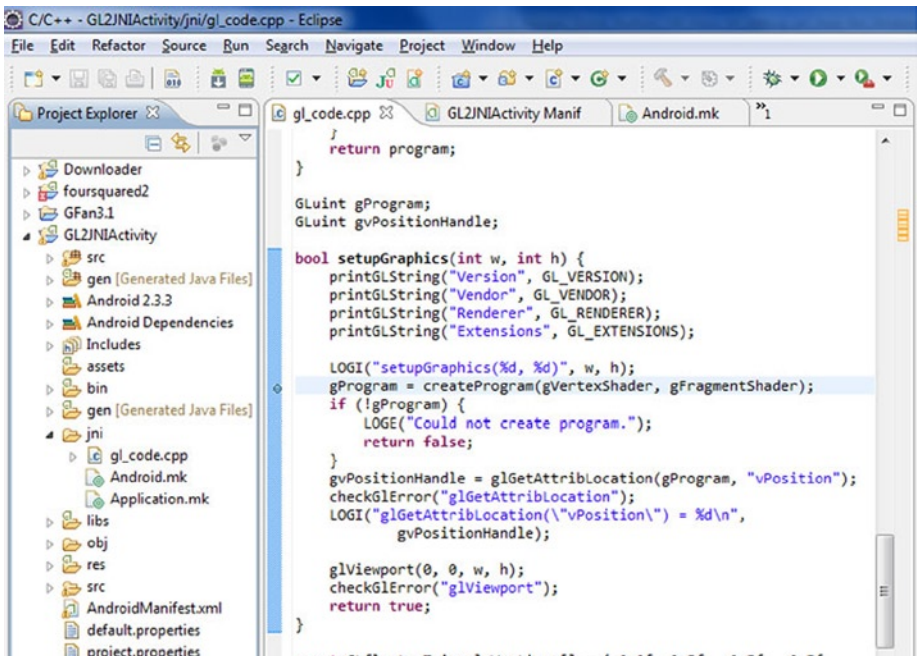 C/C++ - GL2JNIActivity/jni/gl_code.cpp - Eclipse
File Edit Refactor Source Run Search Navigate Project Window Help
Project Explorer
gl_code.cpp GL2JNIActivity Manif Android.mk »1
Downloader
foursquared2
GFan3.1
GL2JNIActivity
src
gen [Generated Java Files]
Android 2.3.3
Android Dependencies
Includes
assets
bin
gen [Generated Java Files]
jni
gl_code.cpp
Android.mk
Application.mk
libs
obj
res
src
AndroidManifest.xml
default.properties
project.properties
}
return program;
}
GLuint gProgram;
GLuint gvPositionHandle;
bool setupGraphics(int w, int h) {
printGLString("Version", GL_VERSION);
printGLString("Vendor", GL_VENDOR);
printGLString("Renderer", GL_RENDERER);
printGLString("Extensions", GL_EXTENSIONS);
LOGI("setupGraphics(%d, %d)", w, h);
gProgram = createProgram(gVertexShader, gFragmentShader);
if (!gProgram) {
LOGE("Could not create program.");
return false;
}
gvPositionHandle = glGetAttribLocation(gProgram, "vPosition");
checkGlError("glGetAttribLocation");
LOGI("glGetAttribLocation(\"vPosition\") = %d\n",
gvPositionHandle);
glViewport(0, 0, w, h);
checkGlError("glViewport");
return true;
}